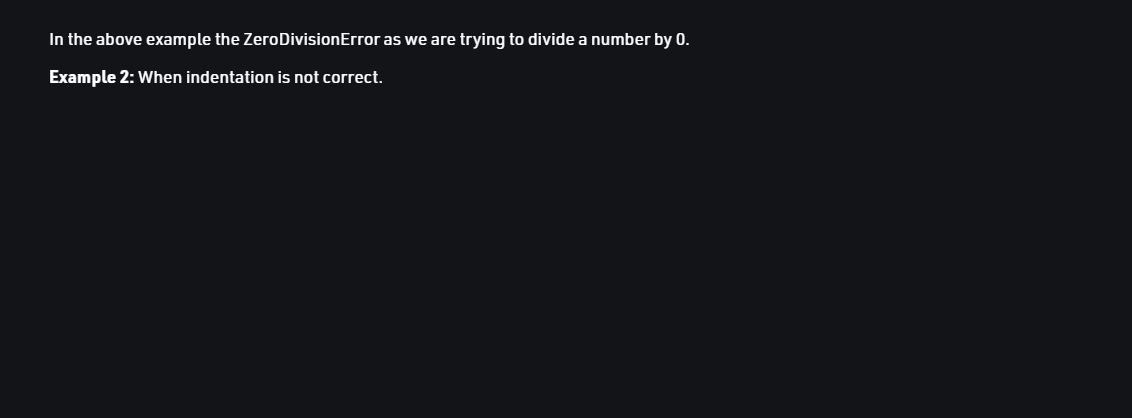 In the above example the ZeroDivisionError as we are trying to divide a number by 0.
Example 2: When indentation is not correct.